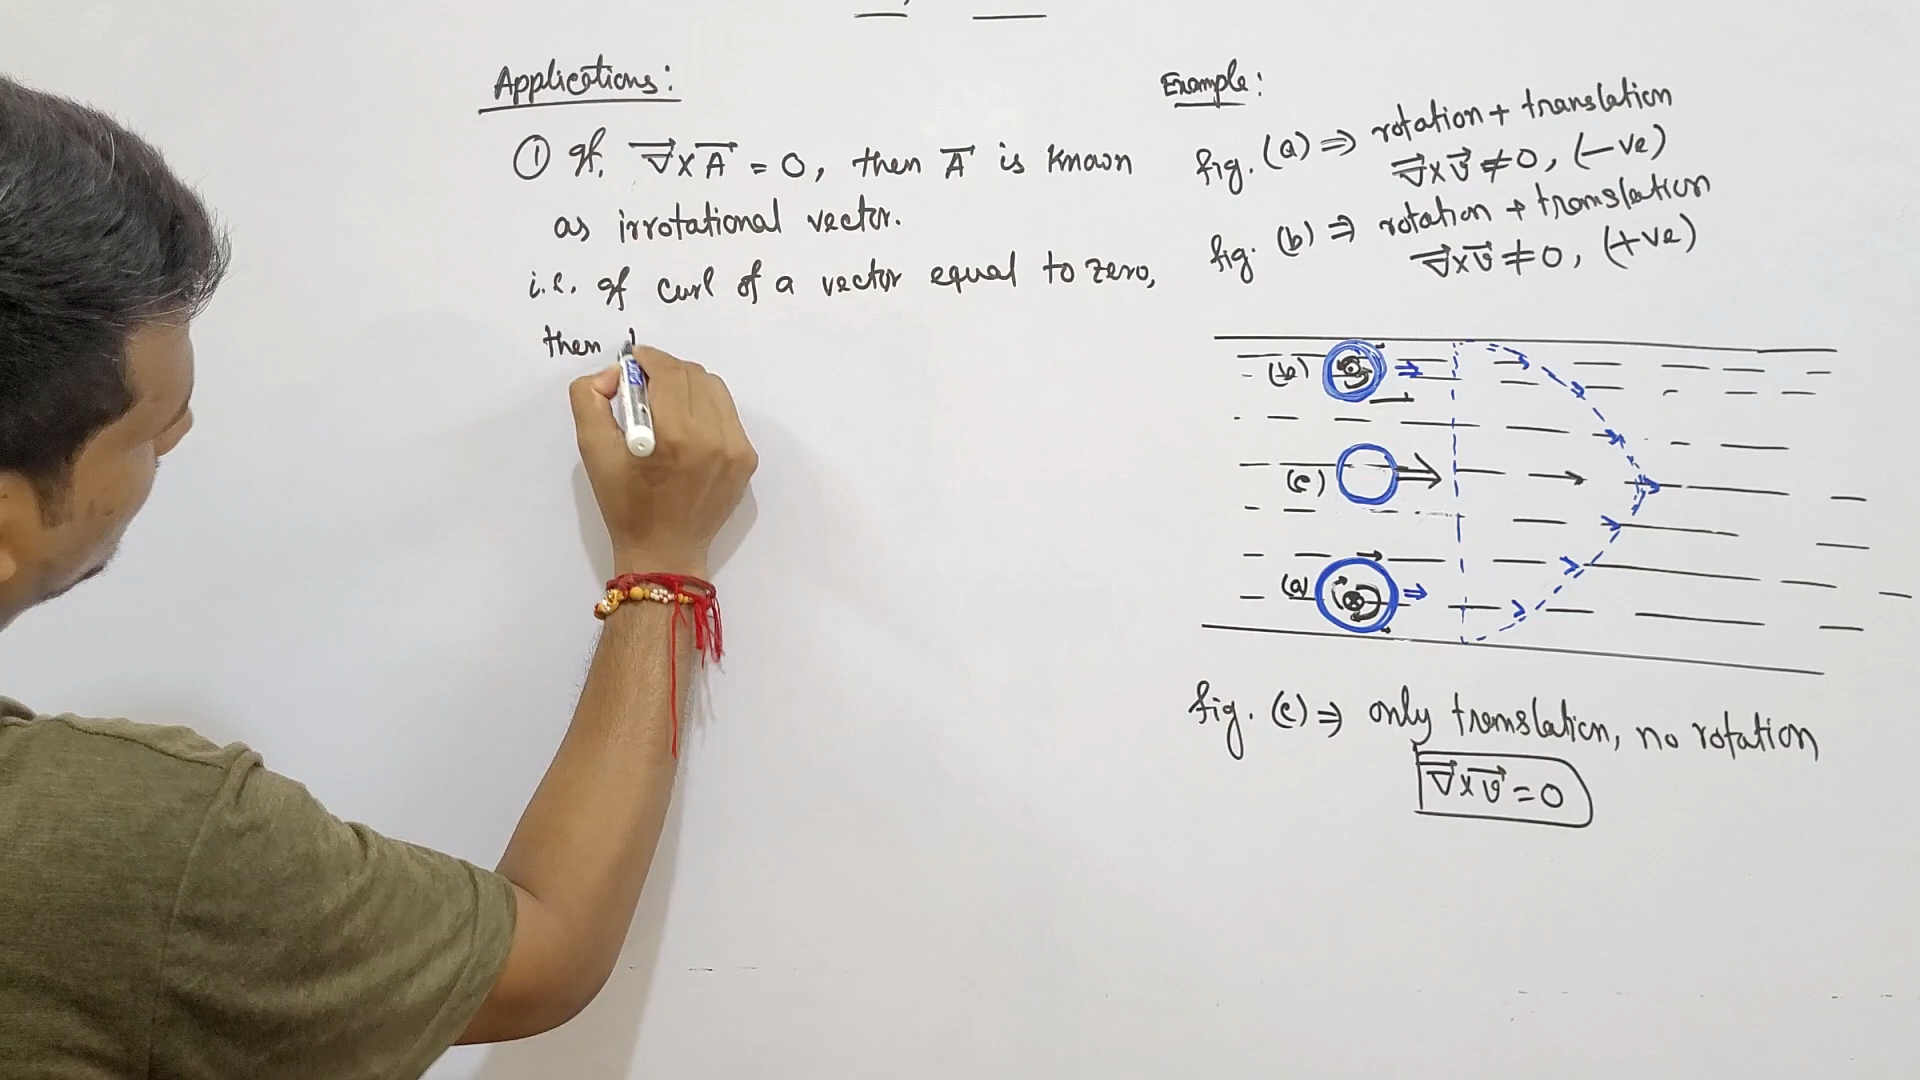 Applications:
① If. ∇⃗×A⃗ = 0, then A⃗ is known
as irrotational vector.
i.e. If curl of a vector equal to zero,
then
Example:
fig. (a) ⇒ rotation + translation
∇⃗×v⃗ ≠ 0, (-ve)
fig. (b) ⇒ rotation + translation
∇⃗×v⃗ ≠ 0, (+ve)
(b)
(c)
(a)
fig. (c) ⇒ only translation, no rotation
∇⃗×v⃗ = 0